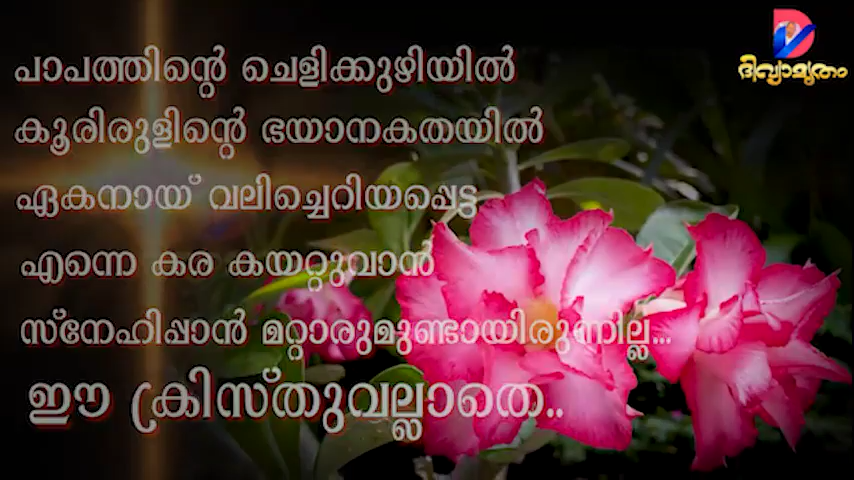 ദിവ്യാമൃതം
പാപത്തിന്റെ ചെളിക്കുഴിയിൽ
കൂരിരുളിന്റെ ഭയാനകതയിൽ
ഏകനായ് വലിച്ചെറിയപ്പെട്ട
എന്നെ കര കയറ്റുവാൻ
സ്നേഹിപ്പാൻ മറ്റാരുമുണ്ടായിരുന്നില്ല...
ഈ ക്രിസ്തുവല്ലാതെ..